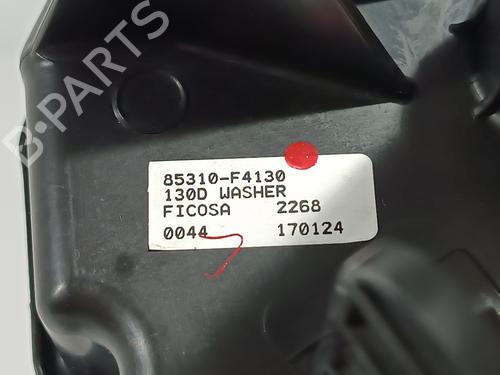 B-PARTS
85310-F4130
130D WASHER
FICOSA 2268
0044 170124